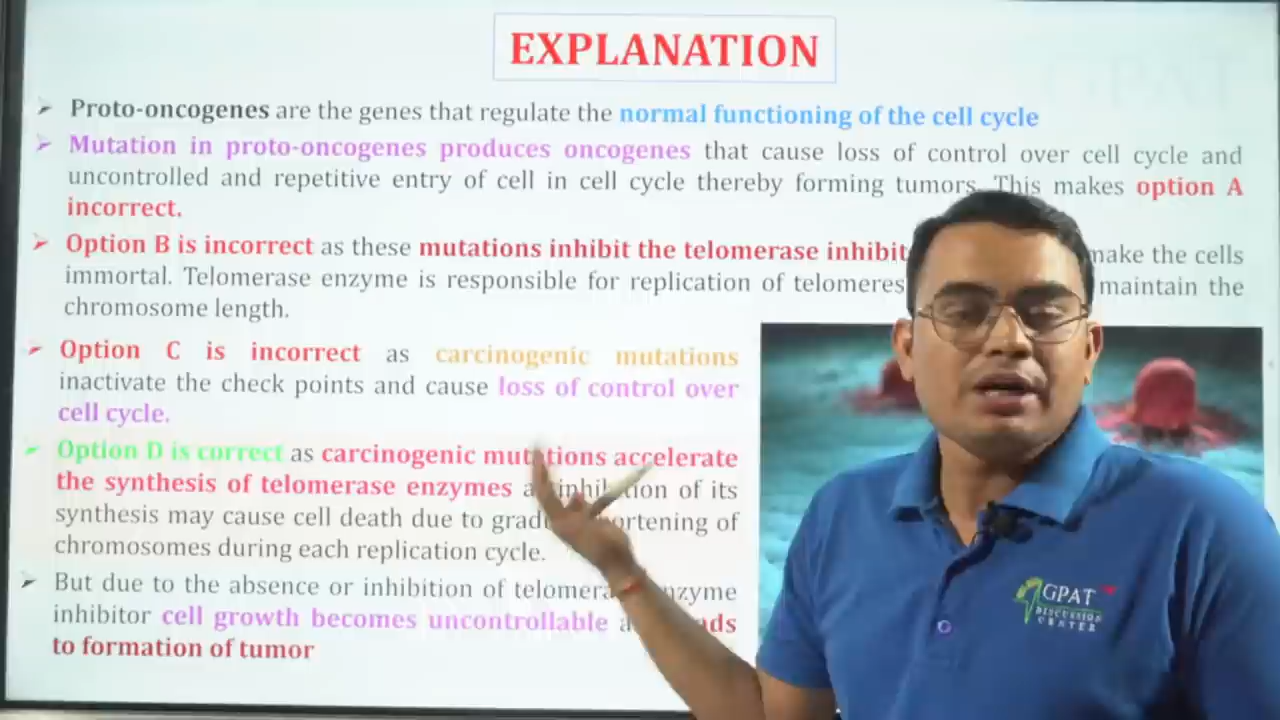 EXPLANATION
Proto-oncogenes are the genes that regulate the normal functioning of the cell cycle
Mutation in proto-oncogenes produces oncogenes that cause loss of control over cell cycle and
uncontrolled and repetitive entry of cell in cell cycle thereby forming tumors. This makes option A
incorrect.
Option B is incorrect as these mutations inhibit the telomerase make the cells
immortal. Telomerase enzyme is responsible for replication of telomeres maintain the
chromosome length.
Option C is incorrect as carcinogenic mutations
inactivate the check points and cause loss of control over
cell cycle.
Option D is correct as carcinogenic mutations accelerate
the synthesis of telomerase enzymes of its
synthesis may cause cell death due to of
chromosomes during each replication cycle.
But due to the absence or inhibition of
inhibitor cell growth becomes uncontrollable
to formation of tumor
GPAT
GPAT
DISCUSSION
CENTER